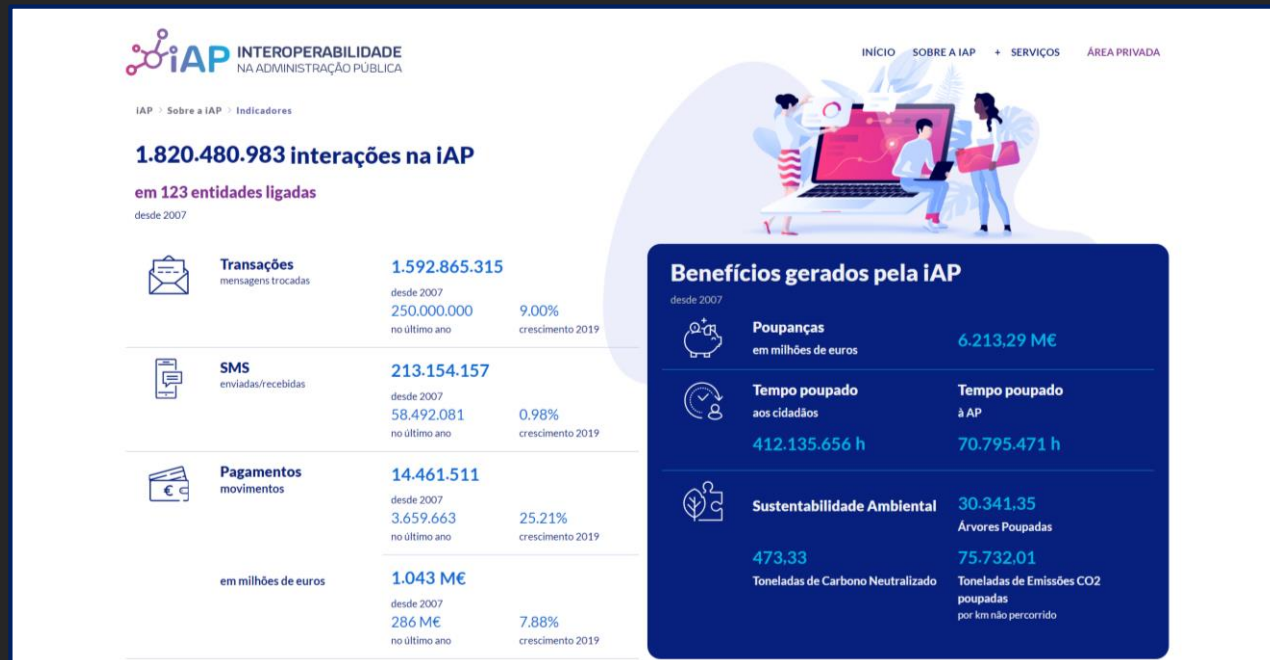 iAP INTEROPERABILIDADE
NA ADMINISTRAÇÃO PÚBLICA
INÍCIO SOBRE A IAP + SERVIÇOS ÁREA PRIVADA
iAP > Sobre a iAP > Indicadores
1.820.480.983 interações na iAP
em 123 entidades ligadas
desde 2007
Transações
mensagens trocadas
1.592.865.315
desde 2007
250.000.000 9.00%
no último ano crescimento 2019
SMS
enviadas/recebidas
213.154.157
desde 2007
58.492.081 0.98%
no último ano crescimento 2019
Pagamentos
movimentos
14.461.511
desde 2007
3.659.663 25.21%
no último ano crescimento 2019
em milhões de euros
1.043 M€
desde 2007
286 M€ 7.88%
no último ano crescimento 2019
Benefícios gerados pela iAP
desde 2007
Poupanças
em milhões de euros
6.213,29 M€
Tempo poupado
aos cidadãos
412.135.656 h
Tempo poupado
à AP
70.795.471 h
Sustentabilidade Ambiental
30.341,35
Árvores Poupadas
473,33
Toneladas de Carbono Neutralizado
75.732,01
Toneladas de Emissões CO2
poupadas
por km não percorrido